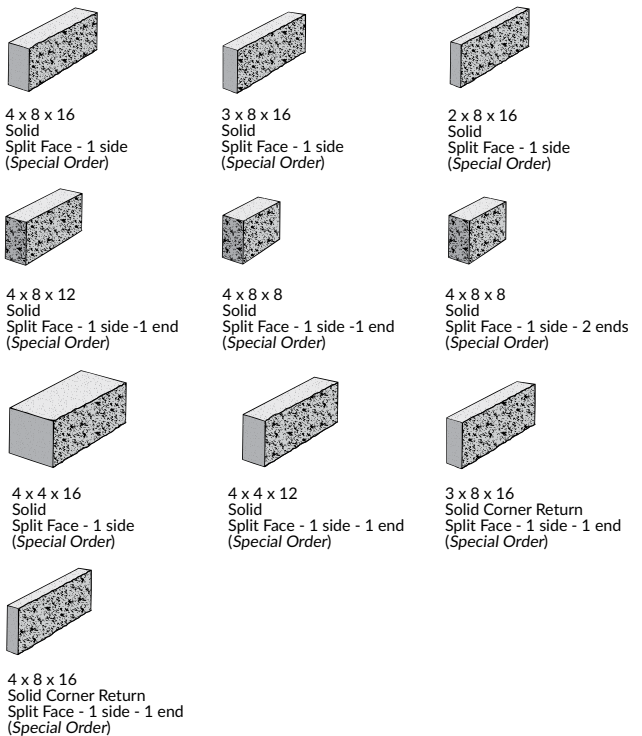 4 x 8 x 16
Solid
Split Face - 1 side
(Special Order)
3 x 8 x 16
Solid
Split Face - 1 side
(Special Order)
2 x 8 x 16
Solid
Split Face - 1 side
(Special Order)
4 x 8 x 12
Solid
Split Face - 1 side -1 end
(Special Order)
4 x 8 x 8
Solid
Split Face - 1 side -1 end
(Special Order)
4 x 8 x 8
Solid
Split Face - 1 side - 2 ends
(Special Order)
4 x 4 x 16
Solid
Split Face - 1 side
(Special Order)
4 x 4 x 12
Solid
Split Face - 1 side - 1 end
(Special Order)
3 x 8 x 16
Solid Corner Return
Split Face - 1 side - 1 end
(Special Order)
4 x 8 x 16
Solid Corner Return
Split Face - 1 side - 1 end
(Special Order)